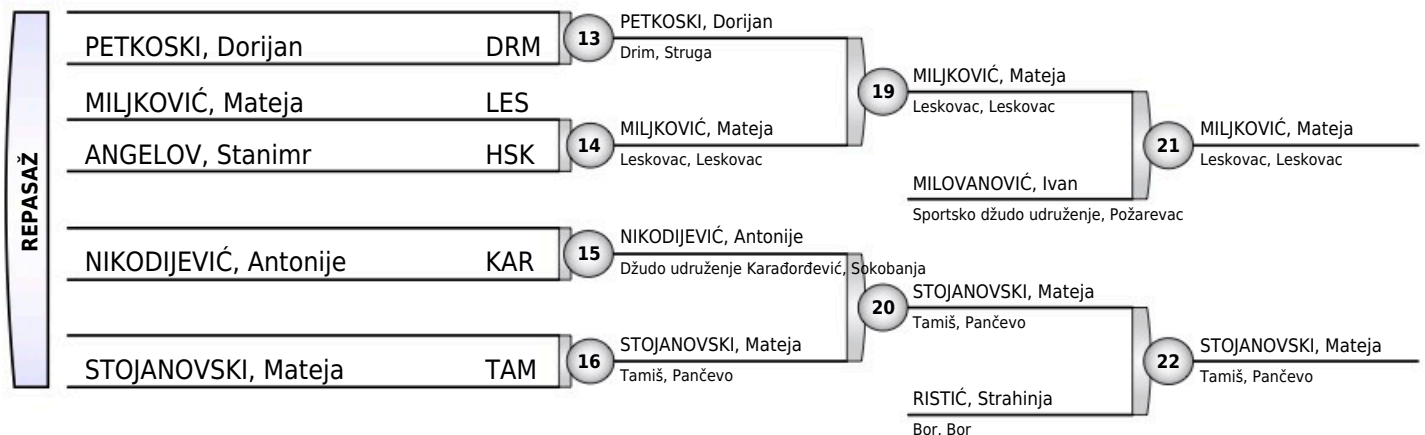 REPASAŽ
PETKOSKI, Dorijan DRM
MILJKOVIĆ, Mateja LES
ANGELOV, Stanimr HSK
NIKODIJEVIĆ, Antonije KAR
STOJANOVSKI, Mateja TAM
13
PETKOSKI, Dorijan
Drim, Struga
14
MILJKOVIĆ, Mateja
Leskovac, Leskovac
15
NIKODIJEVIĆ, Antonije
Džudo udruženje Karađorđević, Sokobanja
16
STOJANOVSKI, Mateja
Tamiš, Pančevo
19
MILJKOVIĆ, Mateja
Leskovac, Leskovac
MILOVANOVIĆ, Ivan
Sportsko džudo udruženje, Požarevac
20
STOJANOVSKI, Mateja
Tamiš, Pančevo
RISTIĆ, Strahinja
Bor, Bor
21
MILJKOVIĆ, Mateja
Leskovac, Leskovac
22
STOJANOVSKI, Mateja
Tamiš, Pančevo